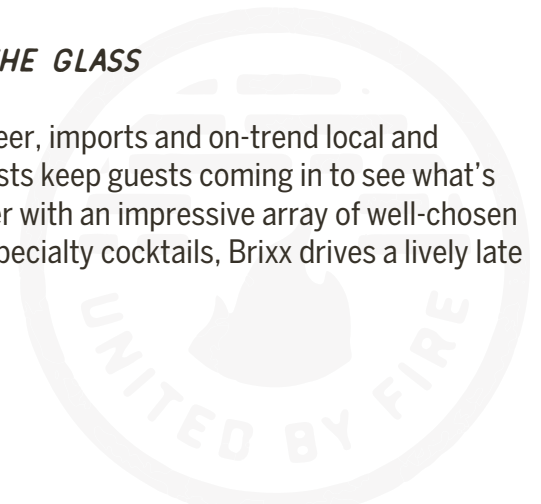 HE GLASS
eer, imports and on-trend local and
sts keep guests coming in to see what’s
er with an impressive array of well-chosen
pecialty cocktails, Brixx drives a lively late
UNITED BY FIRE